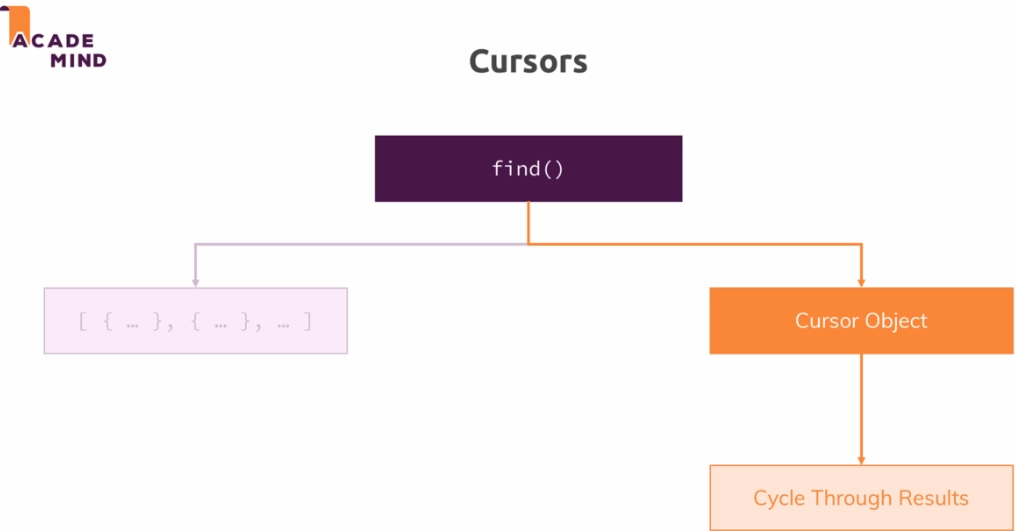 ACADE
MIND
Cursors
find()
[ { … }, { … }, … ]
Cursor Object
Cycle Through Results